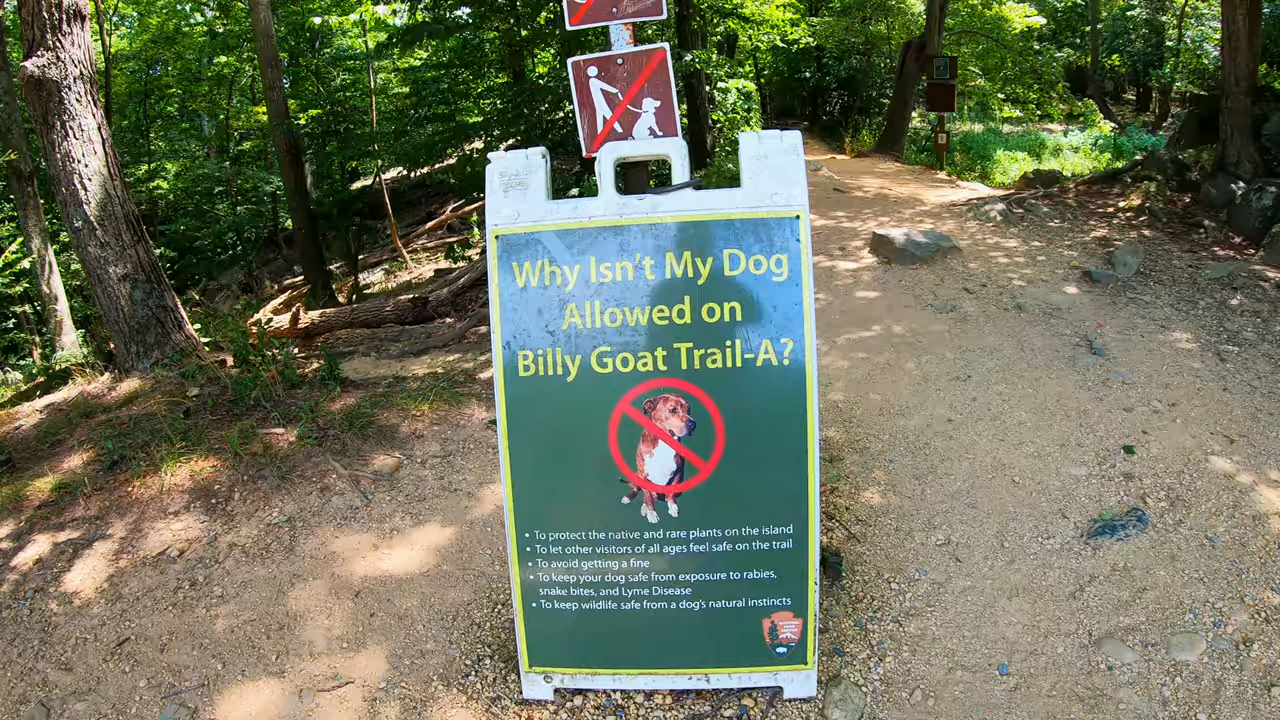 Why Isn't My Dog
Allowed on
Billy Goat Trail-A?
• To protect the native and rare plants on the island
• To let other visitors of all ages feel safe on the trail
• To avoid getting a fine
• To keep your dog safe from exposure to rabies,
snake bites, and Lyme Disease
• To keep wildlife safe from a dog's natural instincts